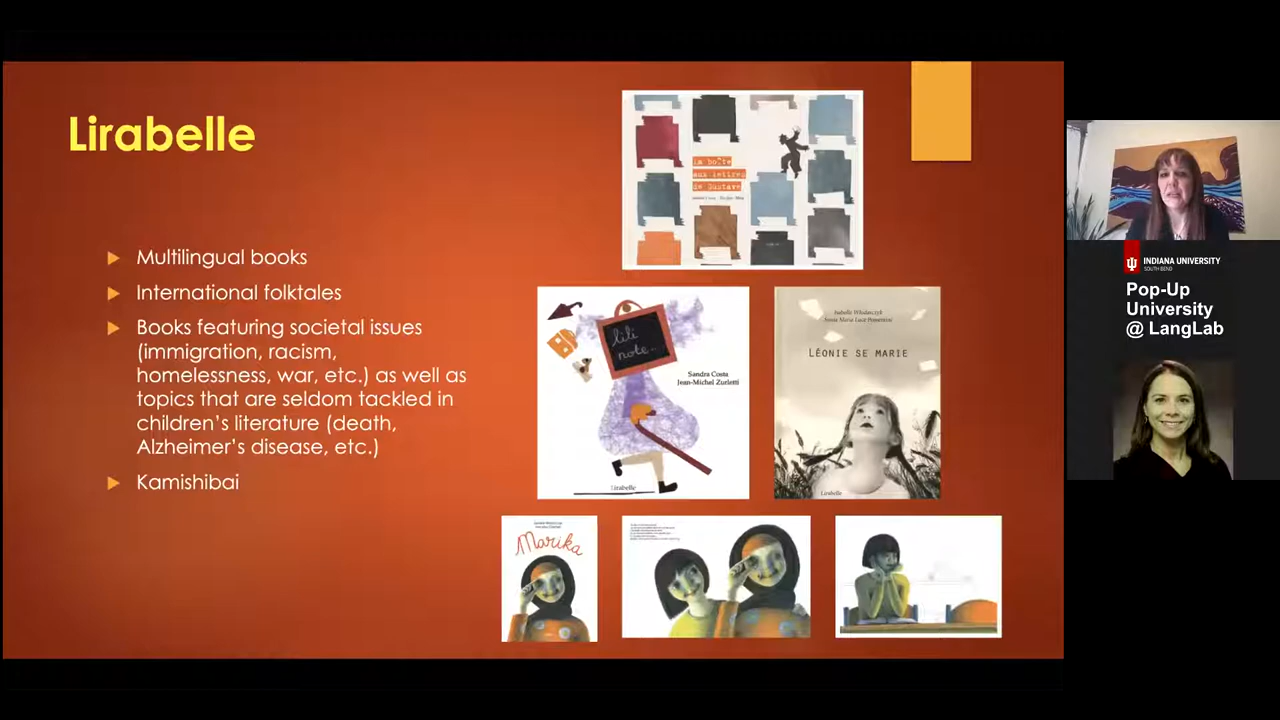 Lirabelle
Multilingual books
International folktales
Books featuring societal issues
(immigration, racism,
homelessness, war, etc.) as well as
topics that are seldom tackled in
children's literature (death,
Alzheimer's disease, etc.)
Kamishibai
la boîte
aux lettres
de Gustave
lili
note...
Sandra Costa
Jean-Michel Zurletti
Lirabelle
Isabelle Wlodarczyk
LÉONIE SE MARIE
Lirabelle
Marika
INDIANA UNIVERSITY
SOUTH BEND
Pop-Up
University
@ LangLab